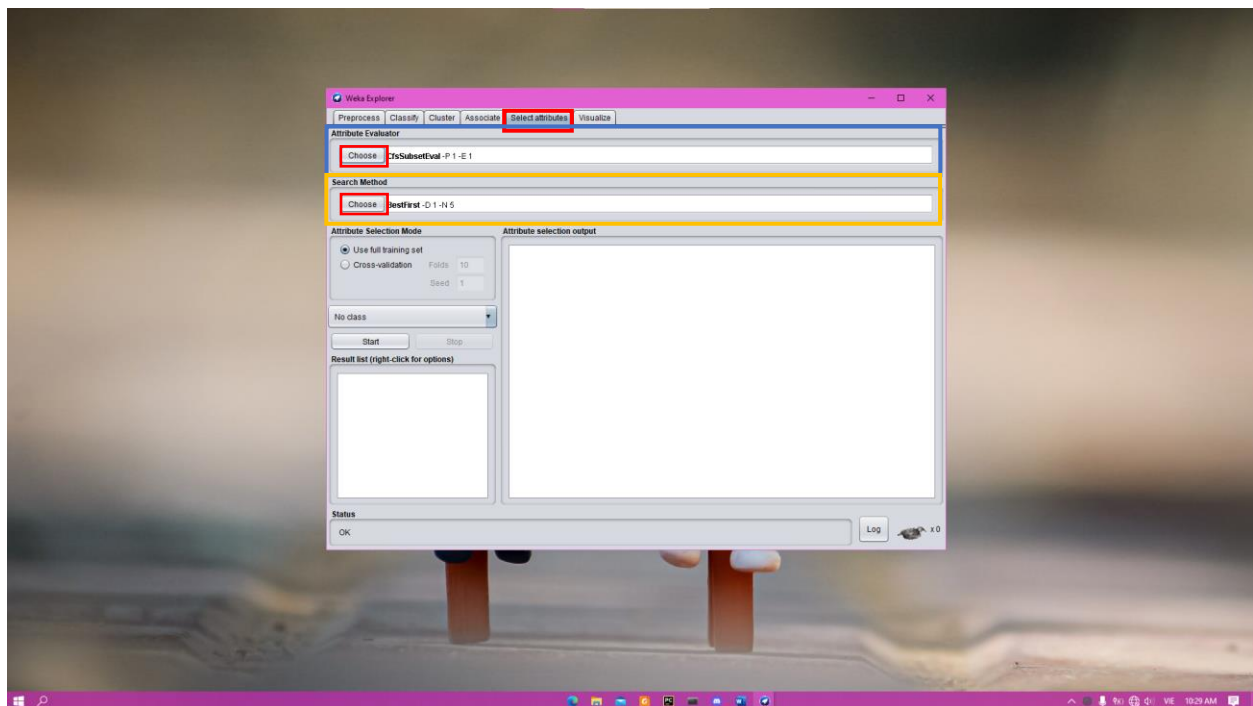 Weka Explorer
Preprocess Classify Cluster Associate Select attributes Visualize
Attribute Evaluator
Choose CfsSubsetEval -P 1 -E 1
Search Method
Choose BestFirst -D 1 -N 5
Attribute Selection Mode
Use full training set
Cross-validation Folds 10
Seed 1
No class
Start Stop
Result list (right-click for options)
Attribute selection output
Status
OK
Log x 0
VIE 10:29 AM